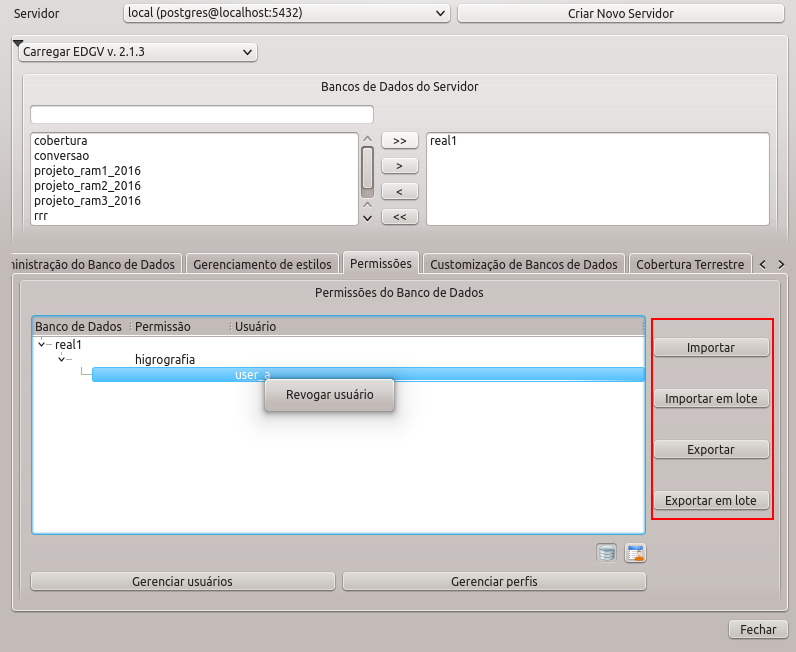 Servidor
local (postgres@localhost:5432)
Criar Novo Servidor
Carregar EDGV v. 2.1.3
Bancos de Dados do Servidor
cobertura
conversao
projeto_ram1_2016
projeto_ram2_2016
projeto_ram3_2016
rrr
>>
>
<
<<
real1
inistração do Banco de Dados
Gerenciamento de estilos
Permissões
Customização de Bancos de Dados
Cobertura Terrestre
Permissões do Banco de Dados
Banco de Dados
Permissão
Usuário
real1
higrografia
user_a
Revogar usuário
Importar
Importar em lote
Exportar
Exportar em lote
Gerenciar usuários
Gerenciar perfis
Fechar